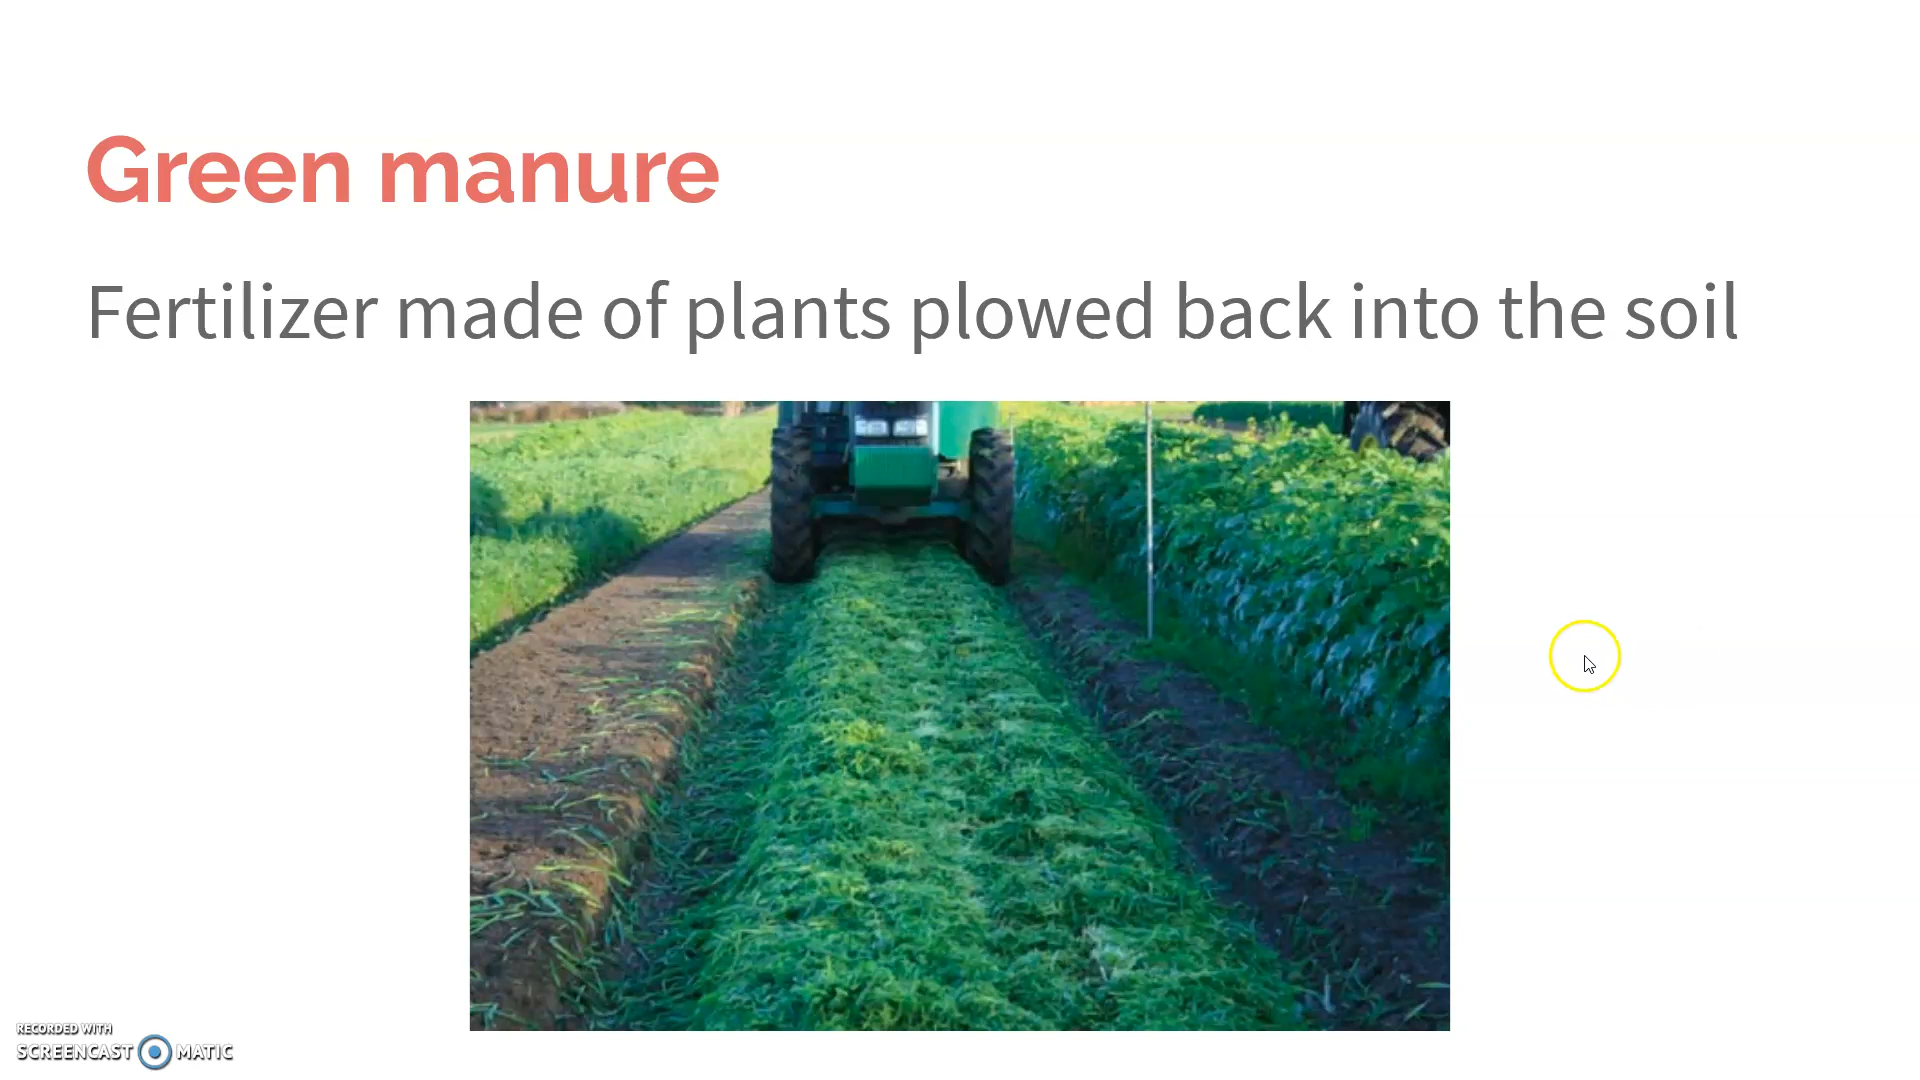 Green manure
Fertilizer made of plants plowed back into the soil
RECORDED WITH
SCREENCAST MATIC